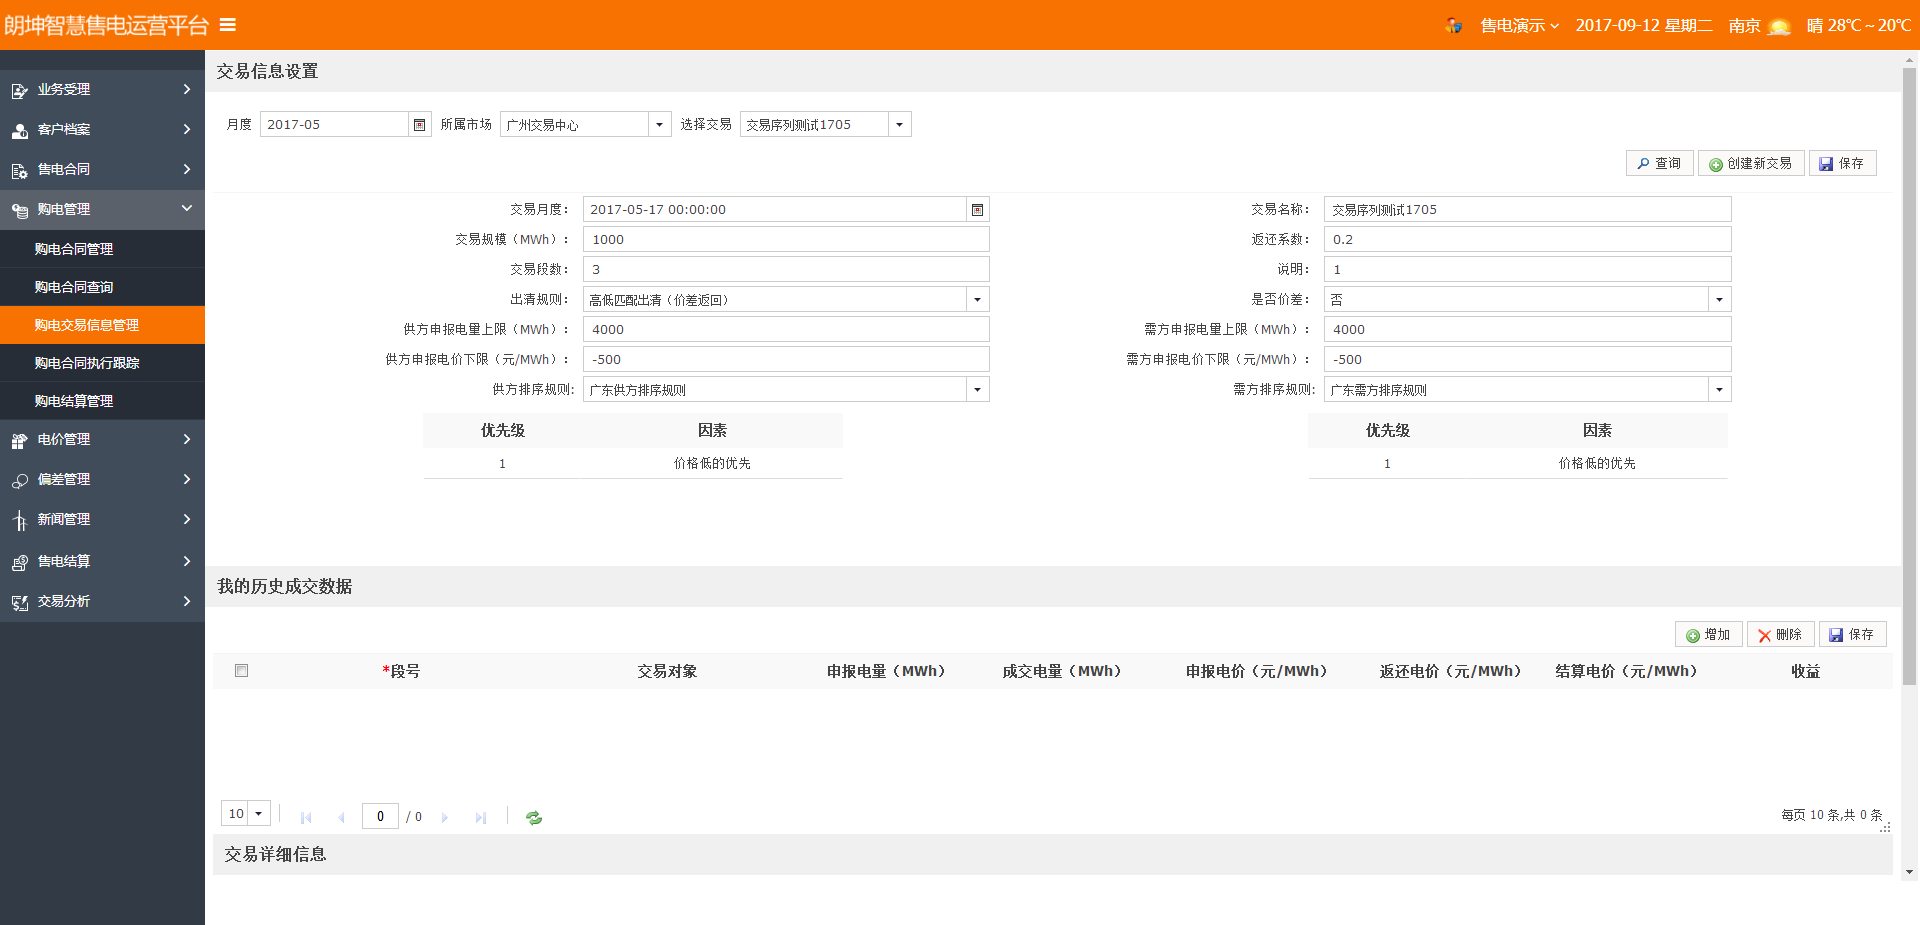 朗坤智慧售电运营平台
售电演示 2017-09-12 星期二 南京 晴 28℃~20℃
业务受理
客户档案
售电合同
购电管理
购电合同管理
购电合同查询
购电交易信息管理
购电合同执行跟踪
购电结算管理
电价管理
偏差管理
新闻管理
售电结算
交易分析
交易信息设置
月度 2017-05 所属市场 广州交易中心 选择交易 交易序列测试1705
查询 创建新交易 保存
交易月度： 2017-05-17 00:00:00 交易名称： 交易序列测试1705
交易规模（MWh）： 1000 返还系数： 0.2
交易段数： 3 说明： 1
出清规则： 高低匹配出清（价差返回） 是否价差： 否
供方申报电量上限（MWh）： 4000 需方申报电量上限（MWh）： 4000
供方申报电价下限（元/MWh）： -500 需方申报电价下限（元/MWh）： -500
供方排序规则: 广东供方排序规则 需方排序规则: 广东需方排序规则
优先级 因素 优先级 因素
1 价格低的优先 1 价格低的优先
我的历史成交数据
增加 删除 保存
*段号 交易对象 申报电量（MWh） 成交电量（MWh） 申报电价（元/MWh） 返还电价（元/MWh） 结算电价（元/MWh） 收益
10 0 / 0 每页 10 条,共 0 条
交易详细信息